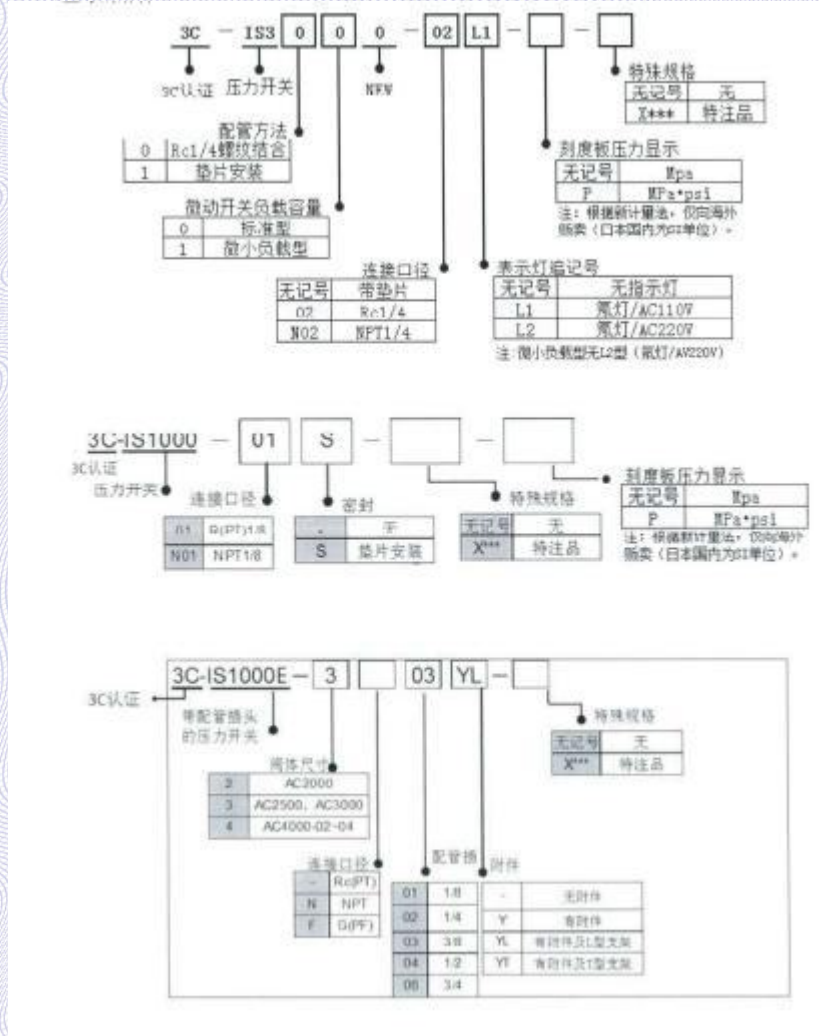 3C - IS3 0 0 0 - 02 L1 - □ - □
3C认证 压力开关 NEW
特殊规格
无记号 无
X*** 特注品
配管方法
0 Rc1/4螺纹结合
1 垫片安装
刻度板压力显示
无记号 Mpa
P MPa•psi
注：根据新计量法，仅向海外
贩卖（日本国内为SI单位）。
微动开关负载容量
0 标准型
1 微小负载型
连接口径
无记号 带垫片
02 Rc1/4
N02 NPT1/4
表示灯追记号
无记号 无指示灯
L1 氖灯/AC110V
L2 氖灯/AC220V
注:微小负载型无L2型（氖灯/AV220V）
3C-IS1000 - 01 S - □ - □
3C认证
压力开关
连接口径
01 R(PT)1/8
N01 NPT1/8
密封
- 无
S 垫片安装
特殊规格
无记号 无
X*** 特注品
刻度板压力显示
无记号 Mpa
P MPa•psi
注：根据新计量法，仅向海外
贩卖（日本国内为SI单位）。
3C-IS1000E - 3 □ 03 YL - □
3C认证
带配管插头
的压力开关
特殊规格
无记号 无
X*** 特注品
阀体尺寸
2 AC2000
3 AC2500、AC3000
4 AC4000-02~04
连接口径
- Rc(PT)
N NPT
F G(PF)
配管插
01 1/8
02 1/4
03 3/8
04 1/2
06 3/4
附件
- 无附件
Y 有附件
YL 有附件及L型支架
YT 有附件及T型支架